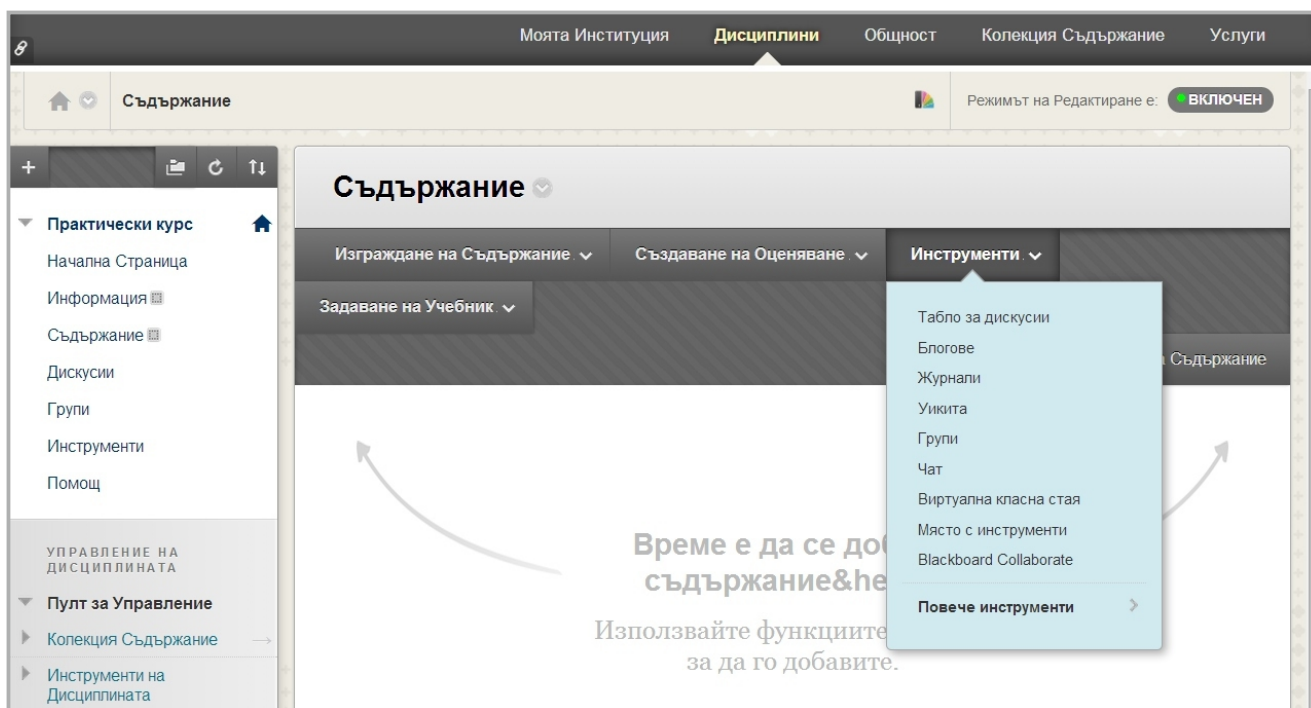 Моята Институция Дисциплини Общност Колекция Съдържание Услуги
Съдържание Режимът на Редактиране е: ВКЛЮЧЕН
Практически курс
Начална Страница
Информация
Съдържание
Дискусии
Групи
Инструменти
Помощ
УПРАВЛЕНИЕ НА
ДИСЦИПЛИНАТА
Пулт за Управление
Колекция Съдържание
Инструменти на
Дисциплината
Съдържание
Изграждане на Съдържание Създаване на Оценяване Инструменти
Задаване на Учебник
Съдържание
Табло за дискусии
Блогове
Журнали
Уикита
Групи
Чат
Виртуална класна стая
Място с инструменти
Blackboard Collaborate
Повече инструменти
Време е да се
съдържание&he
Използвайте функциите
за да го добавите.